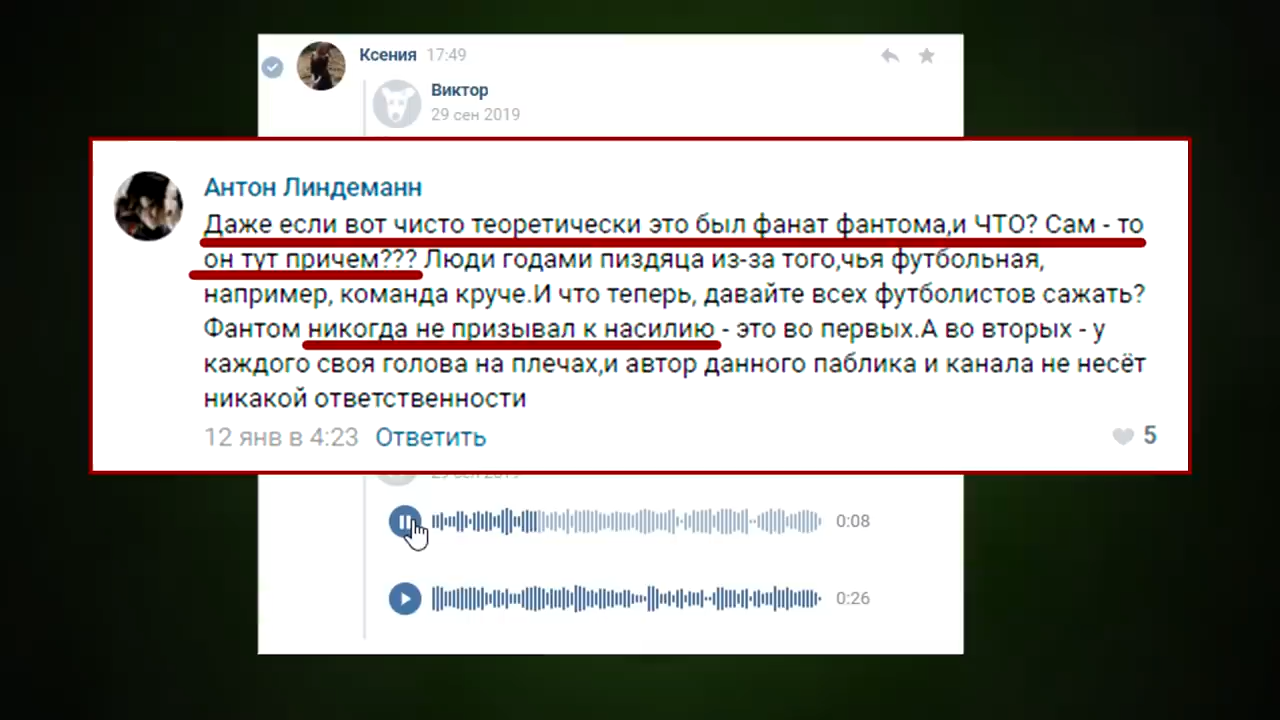 Ксения 17:49
Виктор
29 сен 2019
Антон Линдеманн
Даже если вот чисто теоретически это был фанат фантома,и ЧТО? Сам - то
он тут причем??? Люди годами пиздяца из-за того,чья футбольная,
например, команда круче.И что теперь, давайте всех футболистов сажать?
Фантом никогда не призывал к насилию - это во первых.А во вторых - у
каждого своя голова на плечах,и автор данного паблика и канала не несёт
никакой ответственности
12 янв в 4:23 Ответить 5
29 сен 2019
0:08
0:26